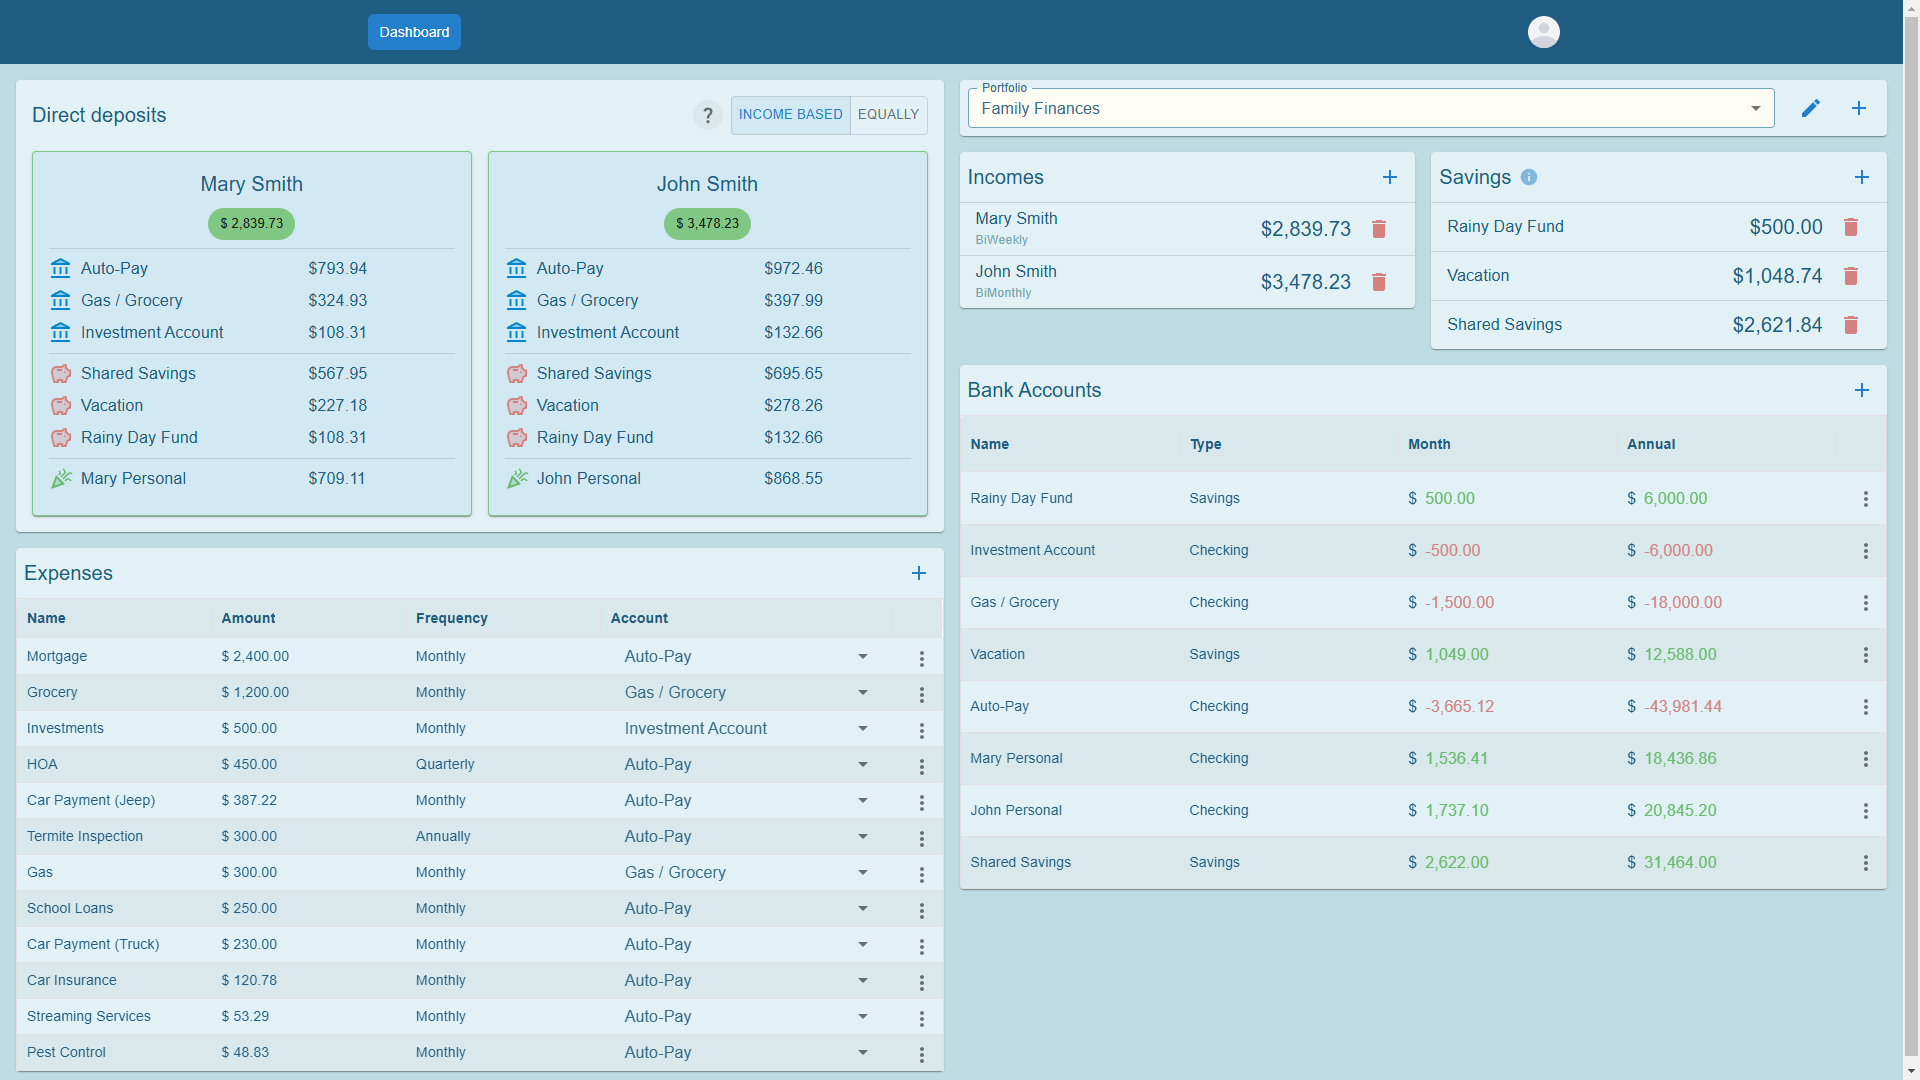 Dashboard
Direct deposits
?
INCOME BASED
EQUALLY
Mary Smith
$ 2,839.73
Auto-Pay $793.94
Gas / Grocery $324.93
Investment Account $108.31
Shared Savings $567.95
Vacation $227.18
Rainy Day Fund $108.31
Mary Personal $709.11
John Smith
$ 3,478.23
Auto-Pay $972.46
Gas / Grocery $397.99
Investment Account $132.66
Shared Savings $695.65
Vacation $278.26
Rainy Day Fund $132.66
John Personal $868.55
Expenses
Name Amount Frequency Account
Mortgage $ 2,400.00 Monthly Auto-Pay
Grocery $ 1,200.00 Monthly Gas / Grocery
Investments $ 500.00 Monthly Investment Account
HOA $ 450.00 Quarterly Auto-Pay
Car Payment (Jeep) $ 387.22 Monthly Auto-Pay
Termite Inspection $ 300.00 Annually Auto-Pay
Gas $ 300.00 Monthly Gas / Grocery
School Loans $ 250.00 Monthly Auto-Pay
Car Payment (Truck) $ 230.00 Monthly Auto-Pay
Car Insurance $ 120.78 Monthly Auto-Pay
Streaming Services $ 53.29 Monthly Auto-Pay
Pest Control $ 48.83 Monthly Auto-Pay
Portfolio
Family Finances
Incomes
Mary Smith $2,839.73
BiWeekly
John Smith $3,478.23
BiMonthly
Savings
Rainy Day Fund $500.00
Vacation $1,048.74
Shared Savings $2,621.84
Bank Accounts
Name Type Month Annual
Rainy Day Fund Savings $ 500.00 $ 6,000.00
Investment Account Checking $ -500.00 $ -6,000.00
Gas / Grocery Checking $ -1,500.00 $ -18,000.00
Vacation Savings $ 1,049.00 $ 12,588.00
Auto-Pay Checking $ -3,665.12 $ -43,981.44
Mary Personal Checking $ 1,536.41 $ 18,436.86
John Personal Checking $ 1,737.10 $ 20,845.20
Shared Savings Savings $ 2,622.00 $ 31,464.00